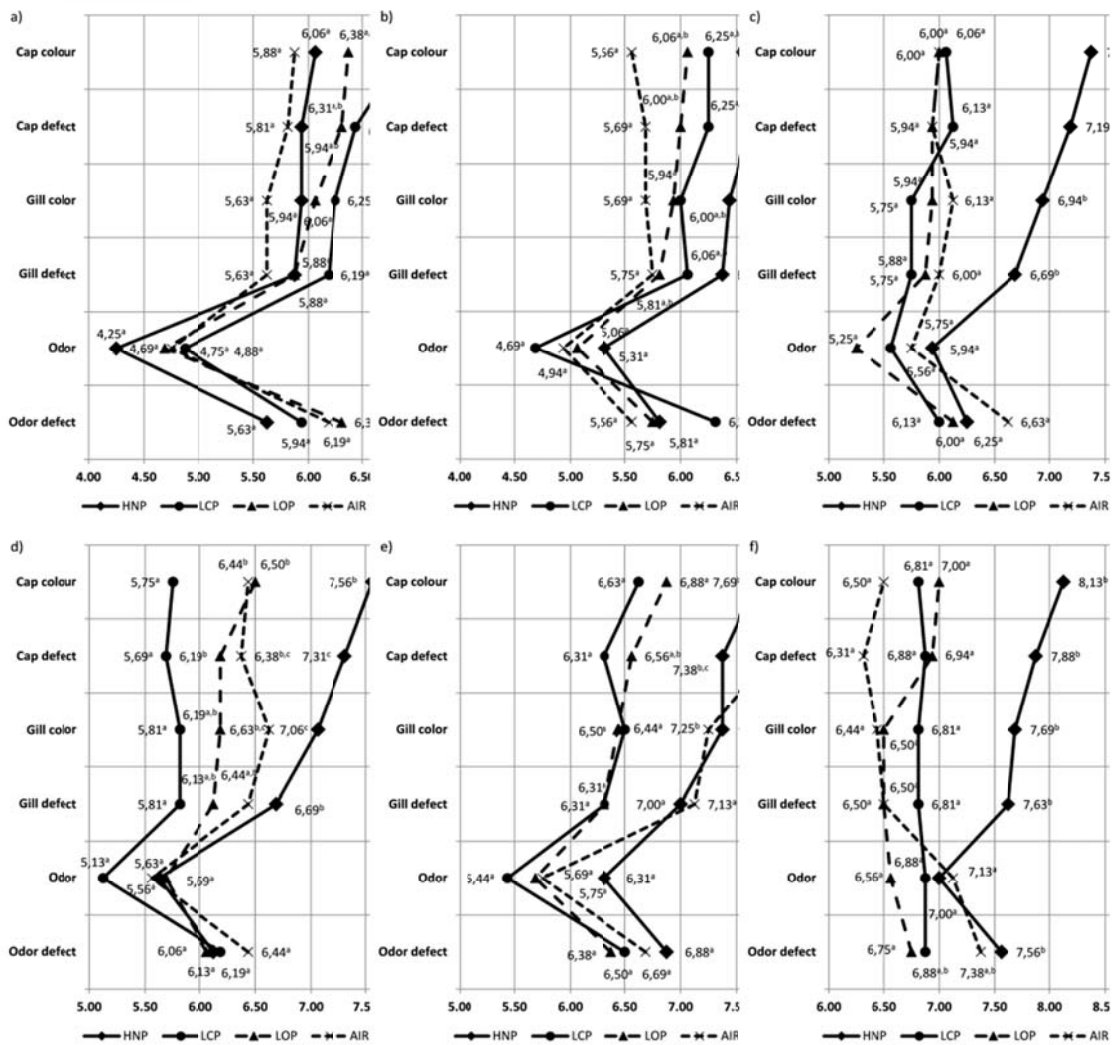 a)
Cap colour 5,88ᵃ 6,06ᵃ 6,38ᵃ,
Cap defect 5,81ᵃ 5,94ᵃᵇ
Gill color 5,63ᵃ 5,94ᵃ 6,06ᵃ 6,25
Gill defect 5,63ᵃ 5,88 5,88ᵃ 6,19ᵃ
Odor 4,25ᵃ 4,69ᵃ 4,75ᵃ 4,88ᵃ
Odor defect 5,63ᵃ 5,94ᵃ 6,19ᵃ 6,3
4.00 4.50 5.00 5.50 6.00 6.50
HNP LCP LOP AIR
b)
Cap colour 5,56ᵃ 6,06ᵃ,ᵇ 6,25ᵃ,
Cap defect 5,69ᵃ 6,00ᵃ,ᵇ 6,25
Gill color 5,69ᵃ 5,94ᵃ 6,00ᵃ,ᵇ
Gill defect 5,75ᵃ 5,81ᵃ,ᵇ 6,06ᵃ
Odor 4,69ᵃ 4,94ᵃ 5,06ᵃ 5,31ᵃ
Odor defect 5,56ᵃ 5,75ᵃ 5,81ᵃ
4.00 4.50 5.00 5.50 6.00 6.50
HNP LCP LOP AIR
c)
Cap colour 6,00ᵃ 6,00ᵃ 6,06ᵃ
Cap defect 5,94ᵃ 5,94ᵃ 6,13ᵃ 7,19
Gill color 5,75ᵃ 5,94ᵃ 6,13ᵃ 6,94ᵇ
Gill defect 5,75ᵃ 5,88ᵃ 6,00ᵃ 6,69ᵇ
Odor 5,25ᵃ 5,56ᵃ 5,75ᵃ 5,94ᵃ
Odor defect 6,13ᵃ 6,00ᵃ 6,25ᵃ 6,63ᵃ
5.00 5.50 6.00 6.50 7.00 7.5
HNP LCP LOP AIR
d)
Cap colour 5,75ᵃ 6,44ᵇ 6,50ᵇ 7,56ᵇ
Cap defect 5,69ᵃ 6,19ᵇ 6,38ᵇ,ᶜ 7,31ᶜ
Gill color 5,81ᵃ 6,19ᵃ,ᵇ 6,63ᵇ,ᶜ 7,06ᶜ
Gill defect 5,81ᵃ 6,13ᵃ,ᵇ 6,44ᵃ, 6,69ᵇ
Odor 5,13ᵃ 5,63ᵃ 5,56ᵃ 5,69ᵃ
Odor defect 6,06ᵃ 6,13ᵃ 6,19ᵃ 6,44ᵃ
5.00 5.50 6.00 6.50 7.00 7.50
HNP LCP LOP AIR
e)
Cap colour 6,63ᵃ 6,88ᵃ 7,69
Cap defect 6,31ᵃ 6,56ᵃ,ᵇ 7,38ᵇ,ᶜ
Gill color 6,50 6,44ᵃ 7,25ᵇ
Gill defect 6,31ᵃ 6,31 7,00ᵃ 7,13ᵃ
Odor 5,69ᵃ 5,75ᵃ 6,31ᵃ
Odor defect 6,38ᵃ 6,50ᵃ 6,69ᵃ 6,88ᵃ
5.00 5.50 6.00 6.50 7.00 7.50
HNP LCP LOP AIR
f)
Cap colour 6,50ᵃ 6,81ᵃ 7,00ᵃ 8,13ᵇ
Cap defect 6,31ᵃ 6,88ᵃ 6,94ᵃ 7,88ᵇ
Gill color 6,44ᵃ 6,50 6,81ᵃ 7,69ᵇ
Gill defect 6,50ᵃ 6,50 6,81ᵃ 7,63ᵇ
Odor 6,56ᵃ 6,88ᵃ 7,00ᵃ 7,13ᵃ
Odor defect 6,75ᵃ 6,88ᵃ,ᵇ 7,38ᵃ,ᵇ 7,56ᵇ
6.00 6.50 7.00 7.50 8.00 8.5
HNP LCP LOP AIR